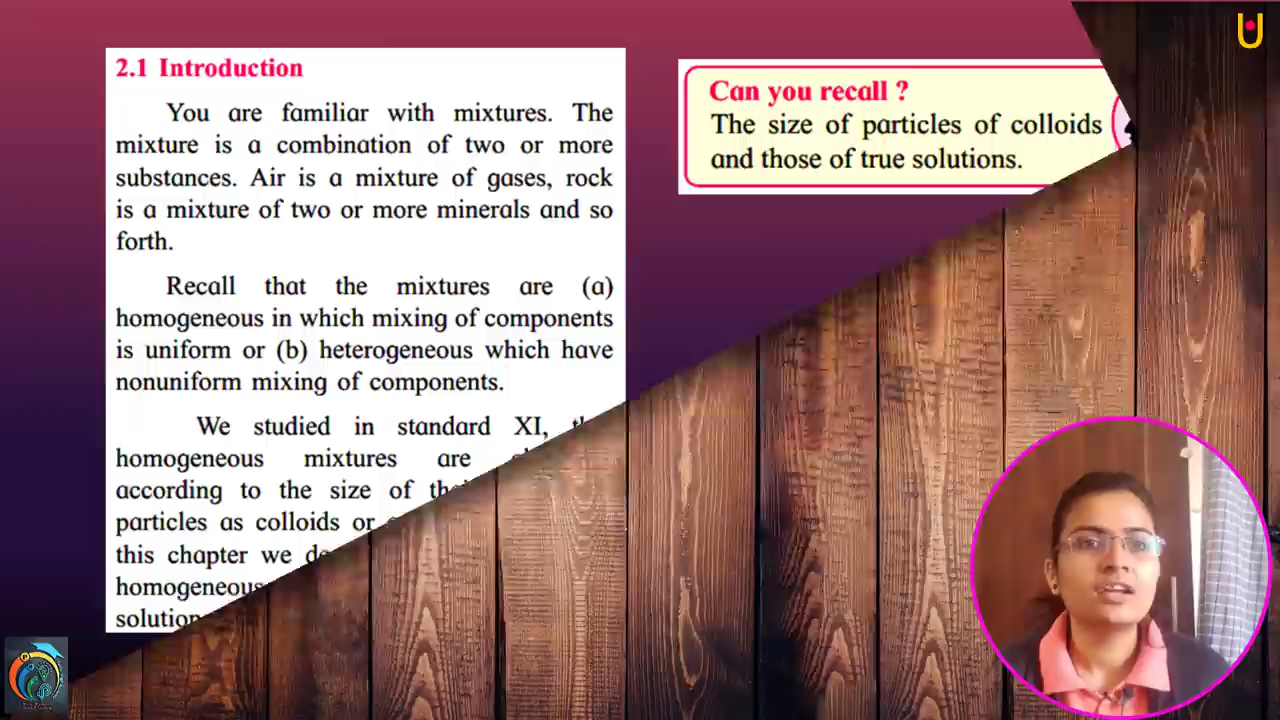 2.1 Introduction
You are familiar with mixtures. The
mixture is a combination of two or more
substances. Air is a mixture of gases, rock
is a mixture of two or more minerals and so
forth.
Recall that the mixtures are (a)
homogeneous in which mixing of components
is uniform or (b) heterogeneous which have
nonuniform mixing of components.
We studied in standard XI,
homogeneous mixtures are
according to the size of
particles as colloids or
this chapter we
homogeneous
Can you recall ?
The size of particles of colloids
and those of true solutions.